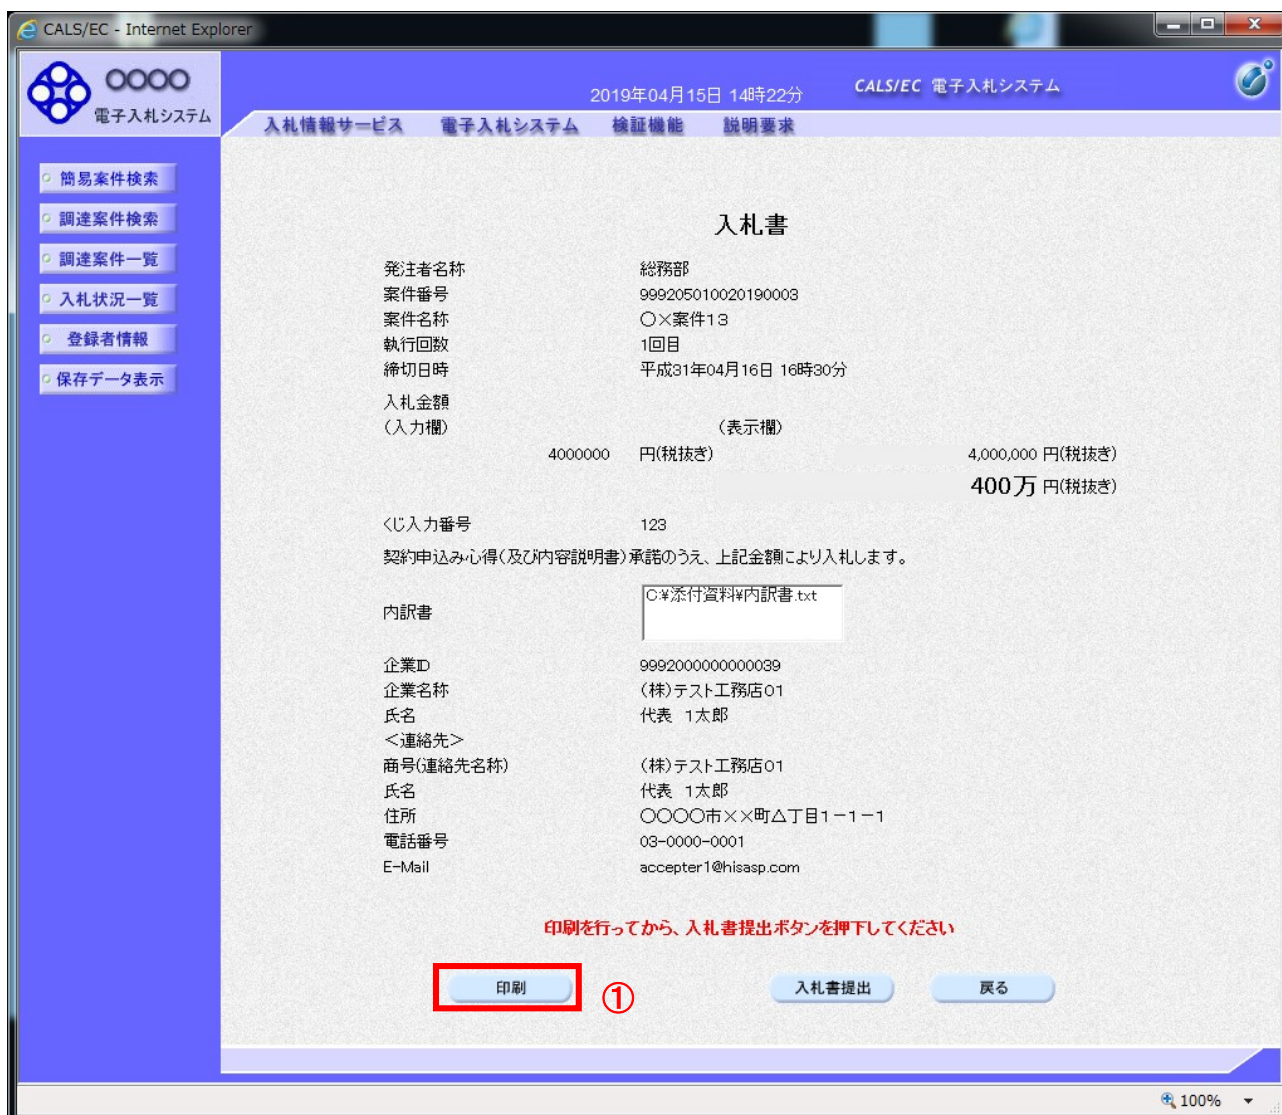 CALS/EC - Internet Explorer
○○○○
電子入札システム
2019年04月15日 14時22分
CALS/EC 電子入札システム
入札情報サービス 電子入札システム 検証機能 説明要求
簡易案件検索
調達案件検索
調達案件一覧
入札状況一覧
登録者情報
保存データ表示
入札書
発注者名称 総務部
案件番号 999205010020190003
案件名称 ○×案件13
執行回数 1回目
締切日時 平成31年04月16日 16時30分
入札金額
(入力欄) (表示欄)
4000000 円(税抜き) 4,000,000 円(税抜き)
400万 円(税抜き)
くじ入力番号 123
契約申込み心得(及び内容説明書)承諾のうえ、上記金額により入札します。
内訳書 C:¥添付資料¥内訳書.txt
企業ID 9992000000000039
企業名称 (株)テスト工務店01
氏名 代表 1太郎
<連絡先>
商号(連絡先名称) (株)テスト工務店01
氏名 代表 1太郎
住所 ○○○○市××町△丁目1-1-1
電話番号 03-0000-0001
E-Mail accepter1@hisasp.com
印刷を行ってから、入札書提出ボタンを押下してください
印刷 ① 入札書提出 戻る
100%